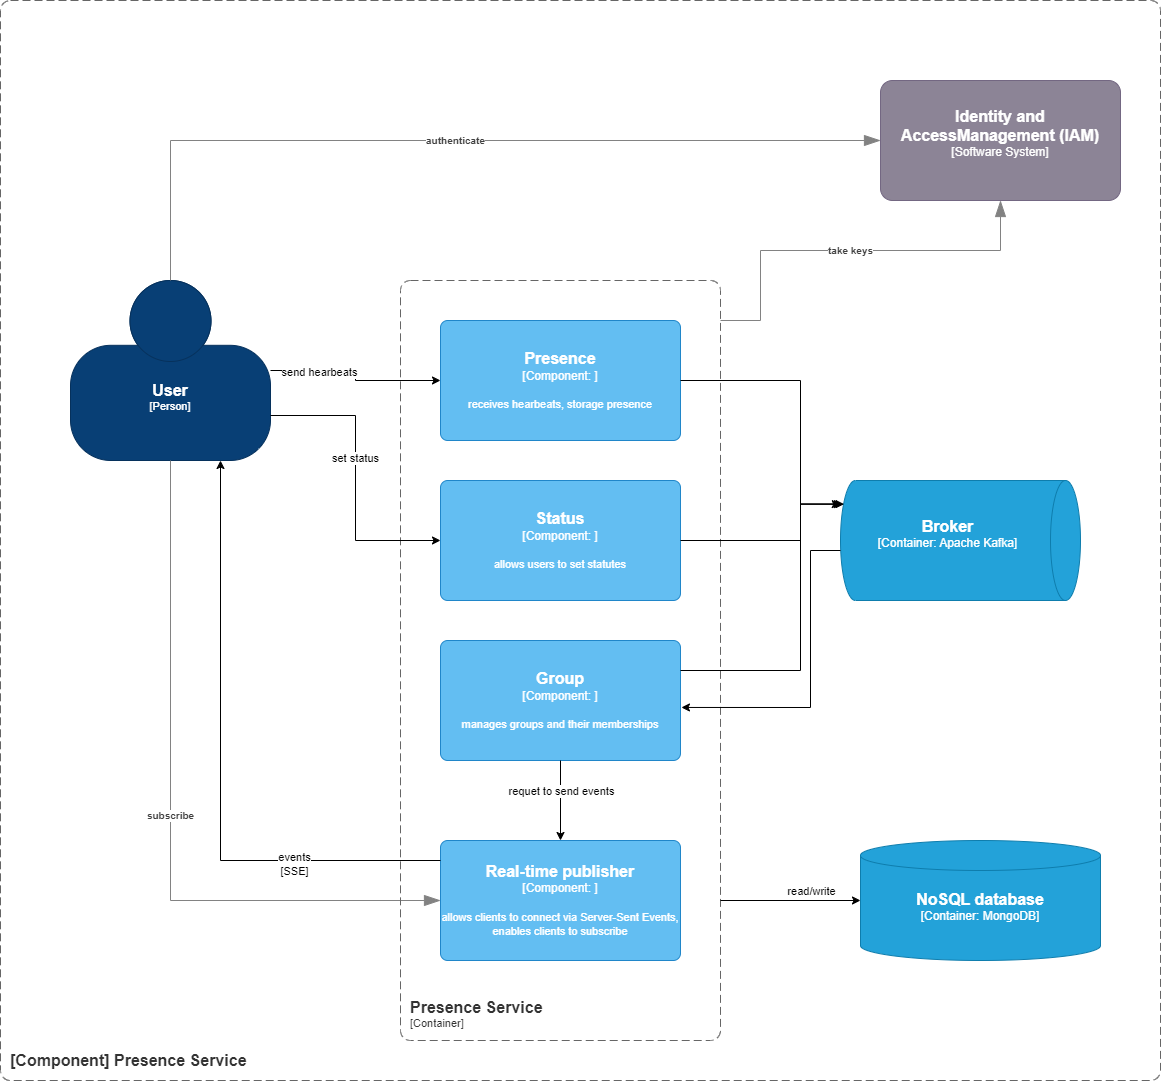 Identity and
AccessManagement (IAM)
[Software System]
authenticate
take keys
User
[Person]
send hearbeats
Presence
[Component: ]
receives hearbeats, storage presence
set status
Status
[Component: ]
allows users to set statutes
Broker
[Container: Apache Kafka]
Group
[Component: ]
manages groups and their memberships
requet to send events
subscribe
events
[SSE]
Real-time publisher
[Component: ]
allows clients to connect via Server-Sent Events,
enables clients to subscribe
read/write
NoSQL database
[Container: MongoDB]
Presence Service
[Container]
[Component] Presence Service